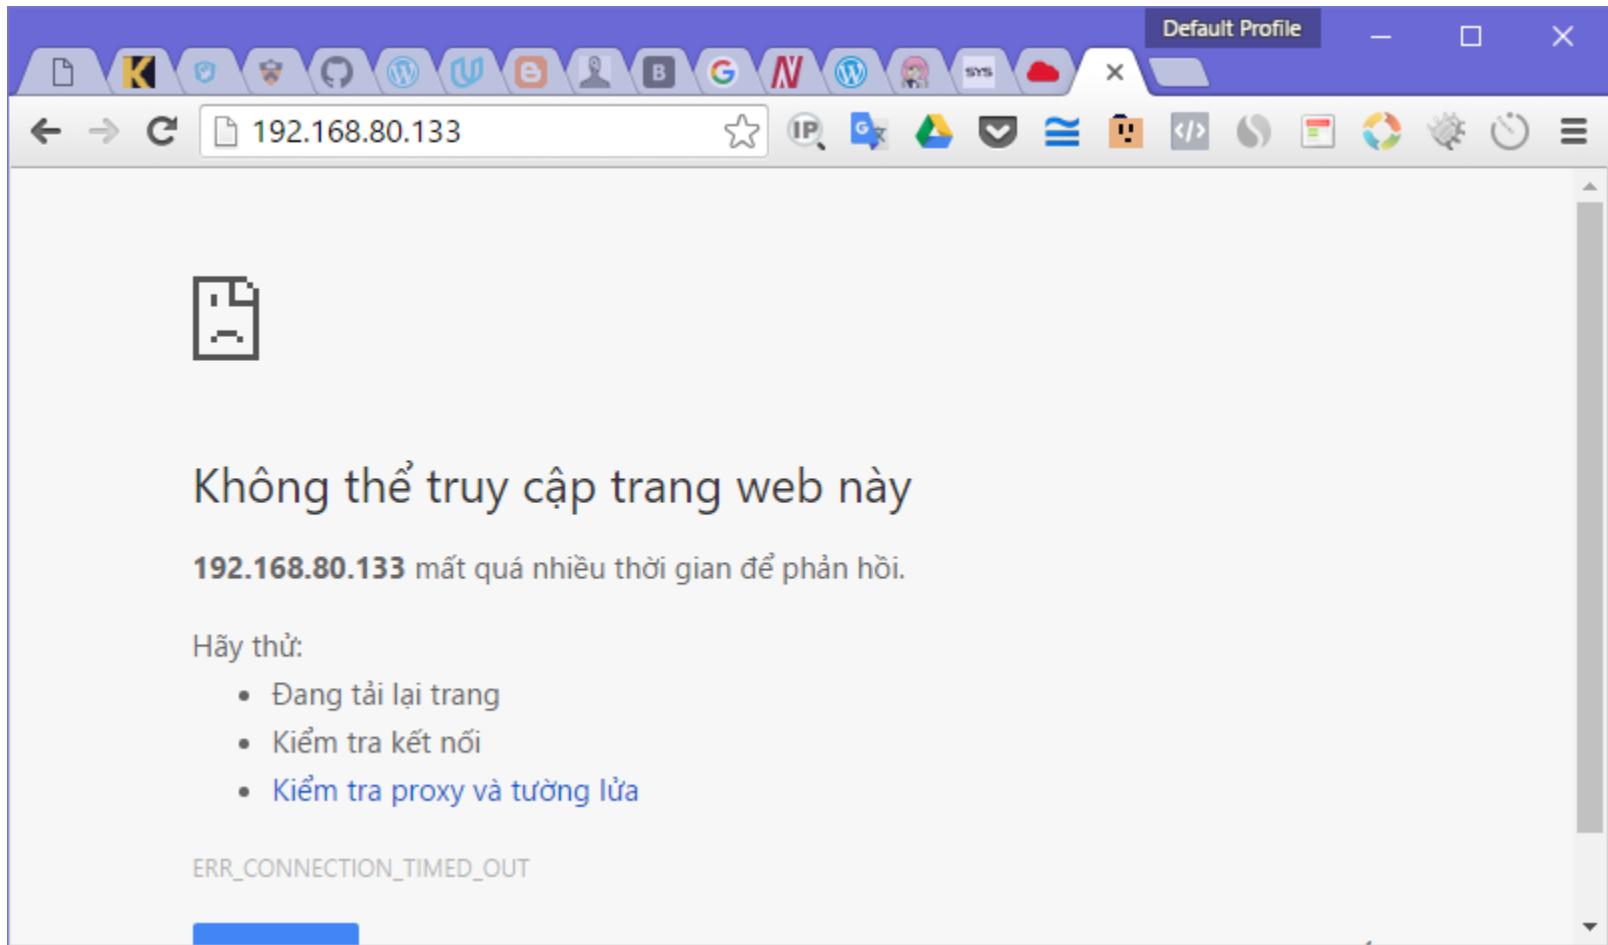 Default Profile
SYS
192.168.80.133
IP
Không thể truy cập trang web này
192.168.80.133 mất quá nhiều thời gian để phản hồi.
Hãy thử:
Đang tải lại trang
Kiểm tra kết nối
Kiểm tra proxy và tường lửa
ERR_CONNECTION_TIMED_OUT